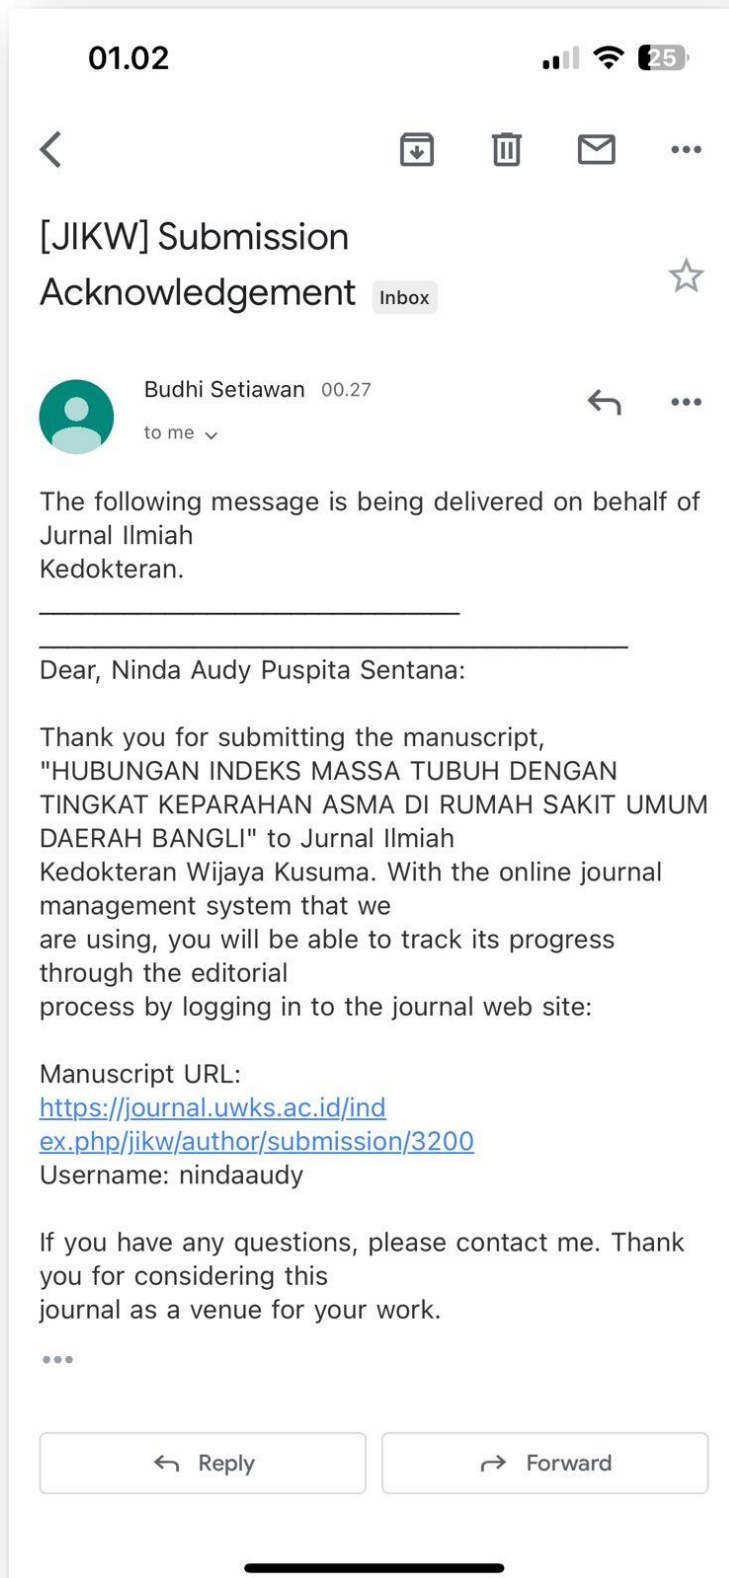 01.02
25
[JIKW] Submission
Acknowledgement Inbox
Budhi Setiawan 00.27
to me
The following message is being delivered on behalf of
Jurnal Ilmiah
Kedokteran.
Dear, Ninda Audy Puspita Sentana:
Thank you for submitting the manuscript,
"HUBUNGAN INDEKS MASSA TUBUH DENGAN
TINGKAT KEPARAHAN ASMA DI RUMAH SAKIT UMUM
DAERAH BANGLI" to Jurnal Ilmiah
Kedokteran Wijaya Kusuma. With the online journal
management system that we
are using, you will be able to track its progress
through the editorial
process by logging in to the journal web site:
Manuscript URL:
https://journal.uwks.ac.id/ind
ex.php/jikw/author/submission/3200
Username: nindaaudy
If you have any questions, please contact me. Thank
you for considering this
journal as a venue for your work.
Reply
Forward